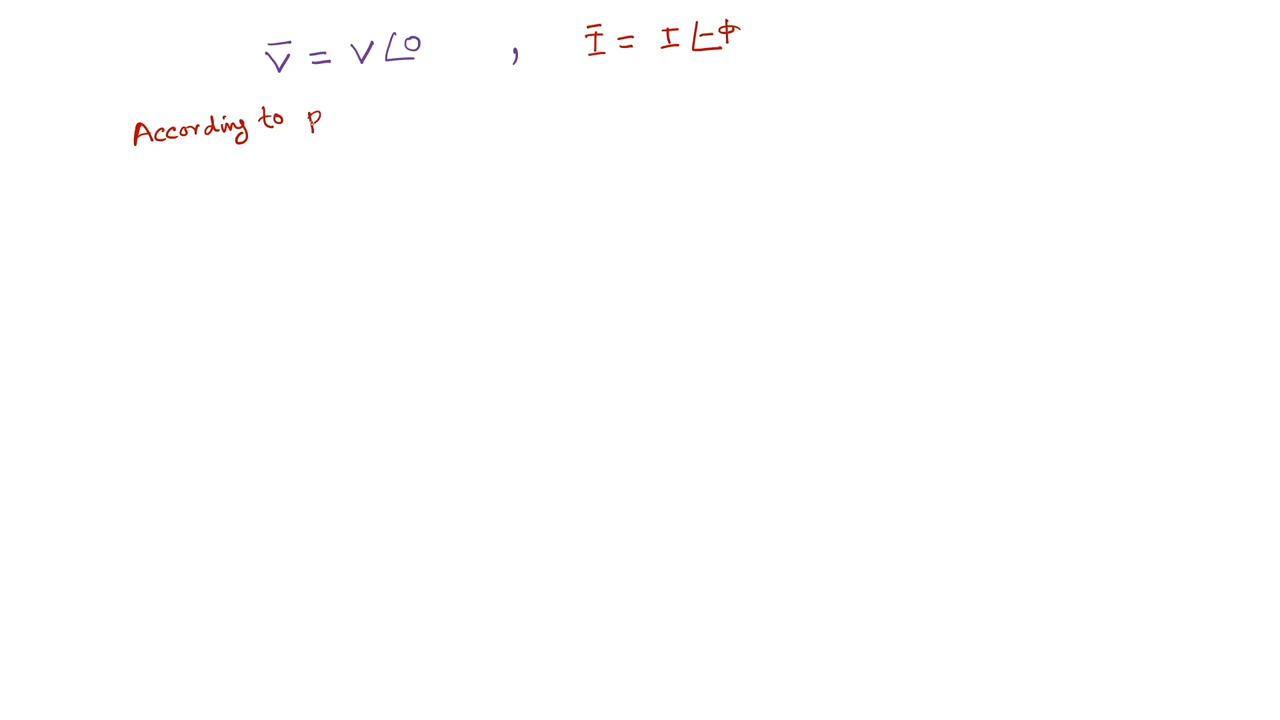 V̅ = V∠0 , I̅ = I∠-ϕ
According to P